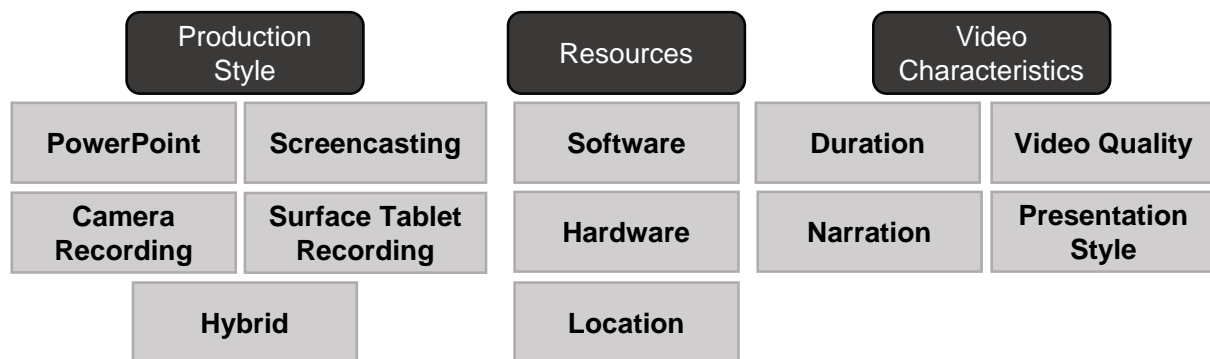 Production
Style
Resources
Video
Characteristics
PowerPoint
Screencasting
Software
Duration
Video Quality
Camera
Recording
Surface Tablet
Recording
Hardware
Narration
Presentation
Style
Hybrid
Location